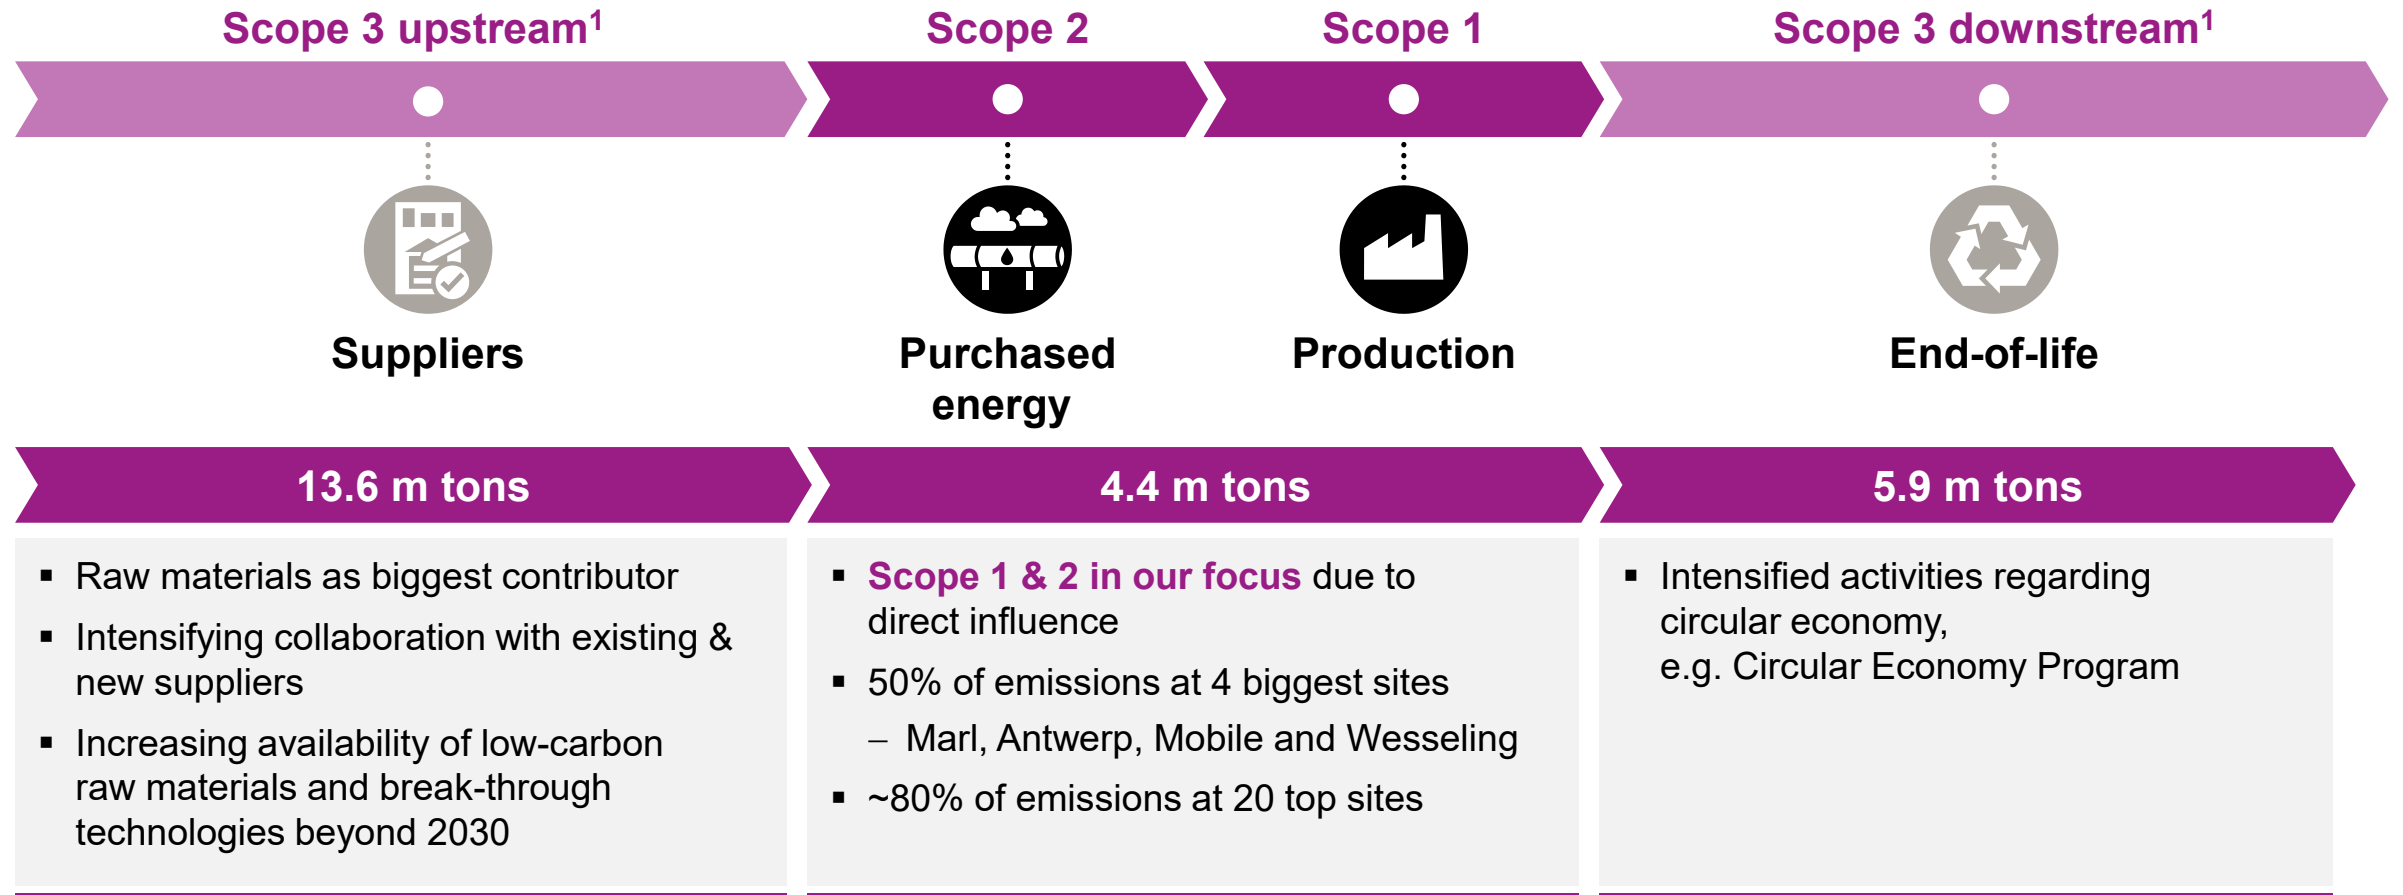 Scope 3 upstream¹
Scope 2
Scope 1
Scope 3 downstream¹
Suppliers
Purchased
energy
Production
End-of-life
13.6 m tons
4.4 m tons
5.9 m tons
▪ Raw materials as biggest contributor
▪ Intensifying collaboration with existing &
new suppliers
▪ Increasing availability of low-carbon
raw materials and break-through
technologies beyond 2030
▪ Scope 1 & 2 in our focus due to
direct influence
▪ 50% of emissions at 4 biggest sites
– Marl, Antwerp, Mobile and Wesseling
▪ ~80% of emissions at 20 top sites
▪ Intensified activities regarding
circular economy,
e.g. Circular Economy Program